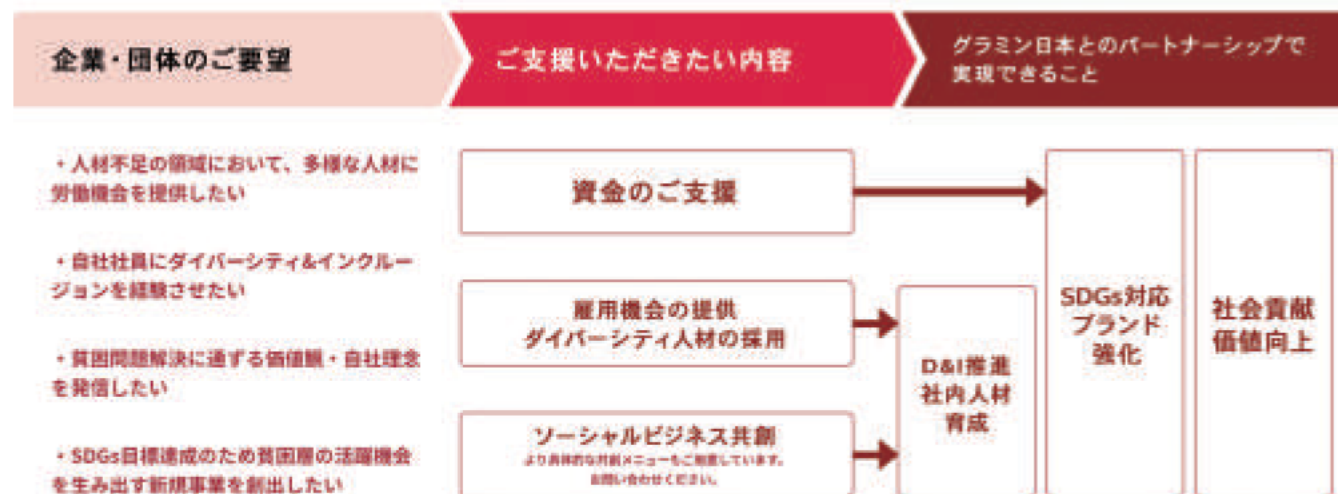 企業・団体のご要望
ご支援いただきたい内容
グラミン日本とのパートナーシップで
実現できること
・人材不足の領域において、多様な人材に
労働機会を提供したい
・自社社員にダイバーシティ&インクルー
ジョンを経験させたい
・貧困問題解決に通ずる価値観・自社理念
を発信したい
・SDGs目標達成のため貧困層の活躍機会
を生み出す新規事業を創出したい
資金のご支援
雇用機会の提供
ダイバーシティ人材の採用
ソーシャルビジネス共創
より具体的な共創メニューもご用意しています。
お問い合わせください。
D&I推進
社内人材
育成
SDGs対応
ブランド
強化
社会貢献
価値向上